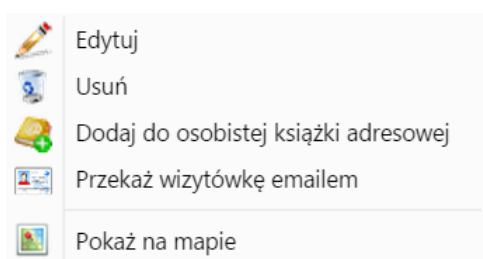 Edytuj
Usuń
Dodaj do osobistej książki adresowej
Przekaż wizytówkę emailem
Pokaż na mapie